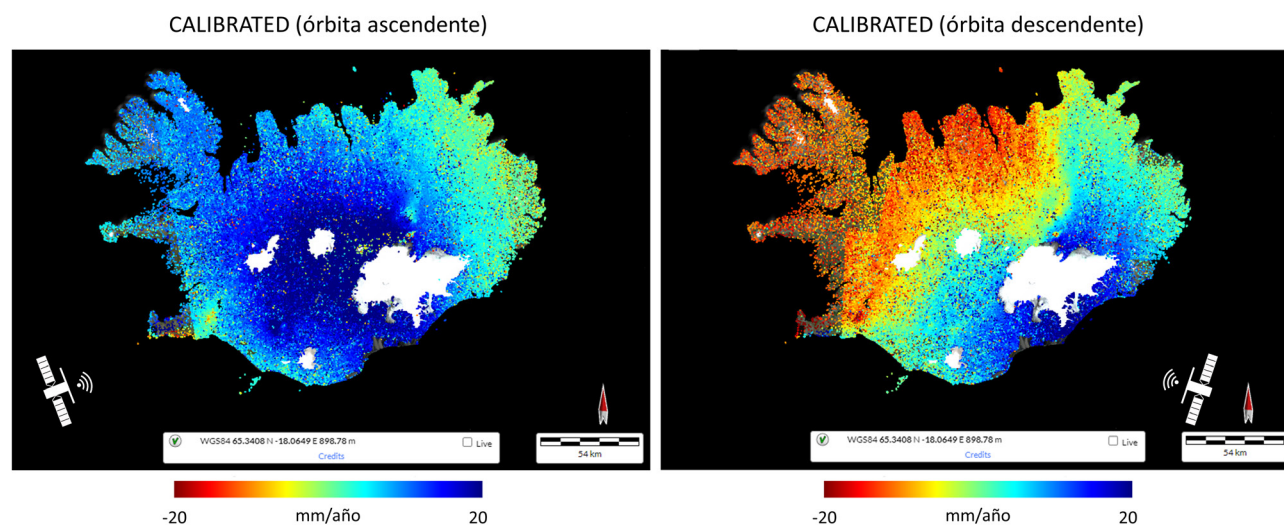 CALIBRATED (órbita ascendente)
CALIBRATED (órbita descendente)
WGS84 65.3408 N -18.0649 E 898.78 m
Live
Credits
54 km
WGS84 65.3408 N -18.0649 E 898.78 m
Live
Credits
54 km
-20 mm/año 20
-20 mm/año 20